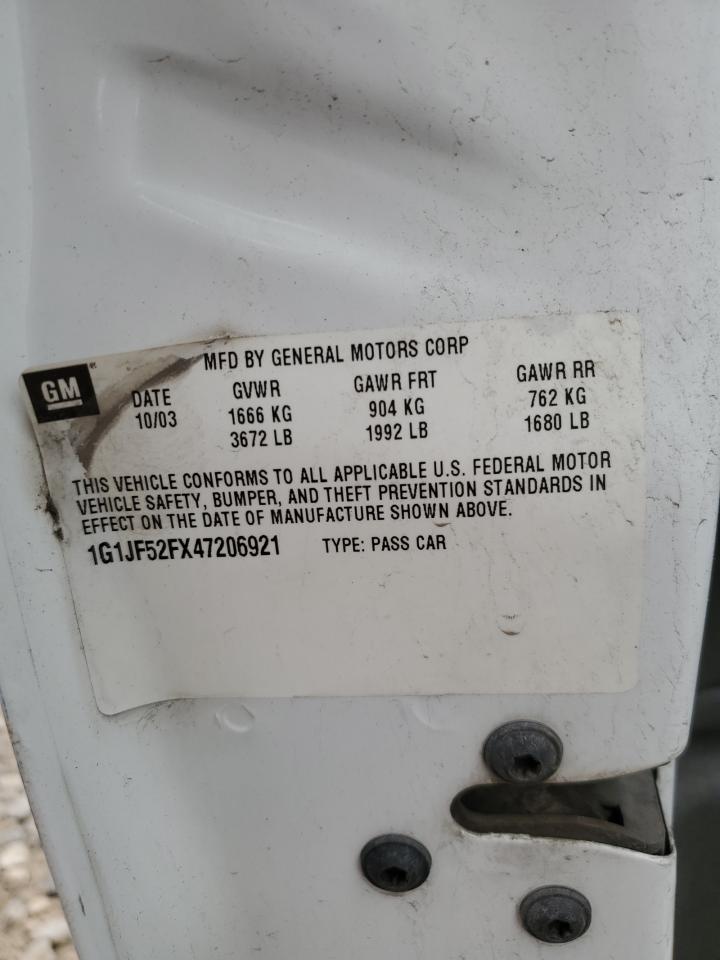 MFD BY GENERAL MOTORS CORP
GM®
DATE GVWR GAWR FRT GAWR RR
10/03 1666 KG 904 KG 762 KG
3672 LB 1992 LB 1680 LB
THIS VEHICLE CONFORMS TO ALL APPLICABLE U.S. FEDERAL MOTOR
VEHICLE SAFETY, BUMPER, AND THEFT PREVENTION STANDARDS IN
EFFECT ON THE DATE OF MANUFACTURE SHOWN ABOVE.
1G1JF52FX47206921 TYPE: PASS CAR